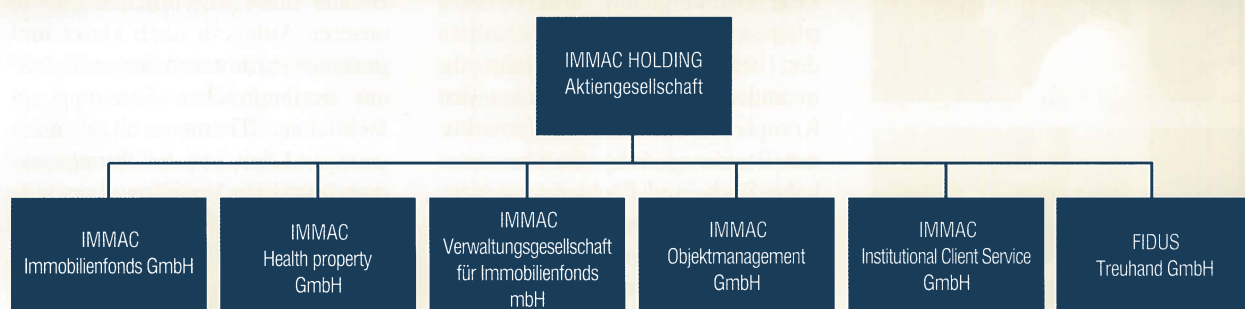 IMMAC HOLDING
Aktiengesellschaft
IMMAC
Immobilienfonds GmbH
IMMAC
Health property
GmbH
IMMAC
Verwaltungsgesellschaft
für Immobilienfonds
mbH
IMMAC
Objektmanagement
GmbH
IMMAC
Institutional Client Service
GmbH
FIDUS
Treuhand GmbH